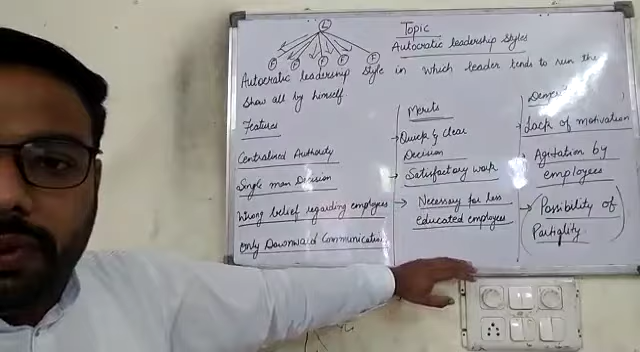 Topic
Autocratic leadership Styles
L
F F F F F
Autocratic leadership Style in which leader tends to run the
Show all by himself
Features
Centralized Authority
Single man Decision
Wrong belief regarding employees
Only Downward Communication
Merits
→ Quick & clear
Decision
→ Satisfactory work
→ Necessary for less
educated employees
→ Lack of motivation
→ Agitation by
employees
→ Possibility of
Partiality